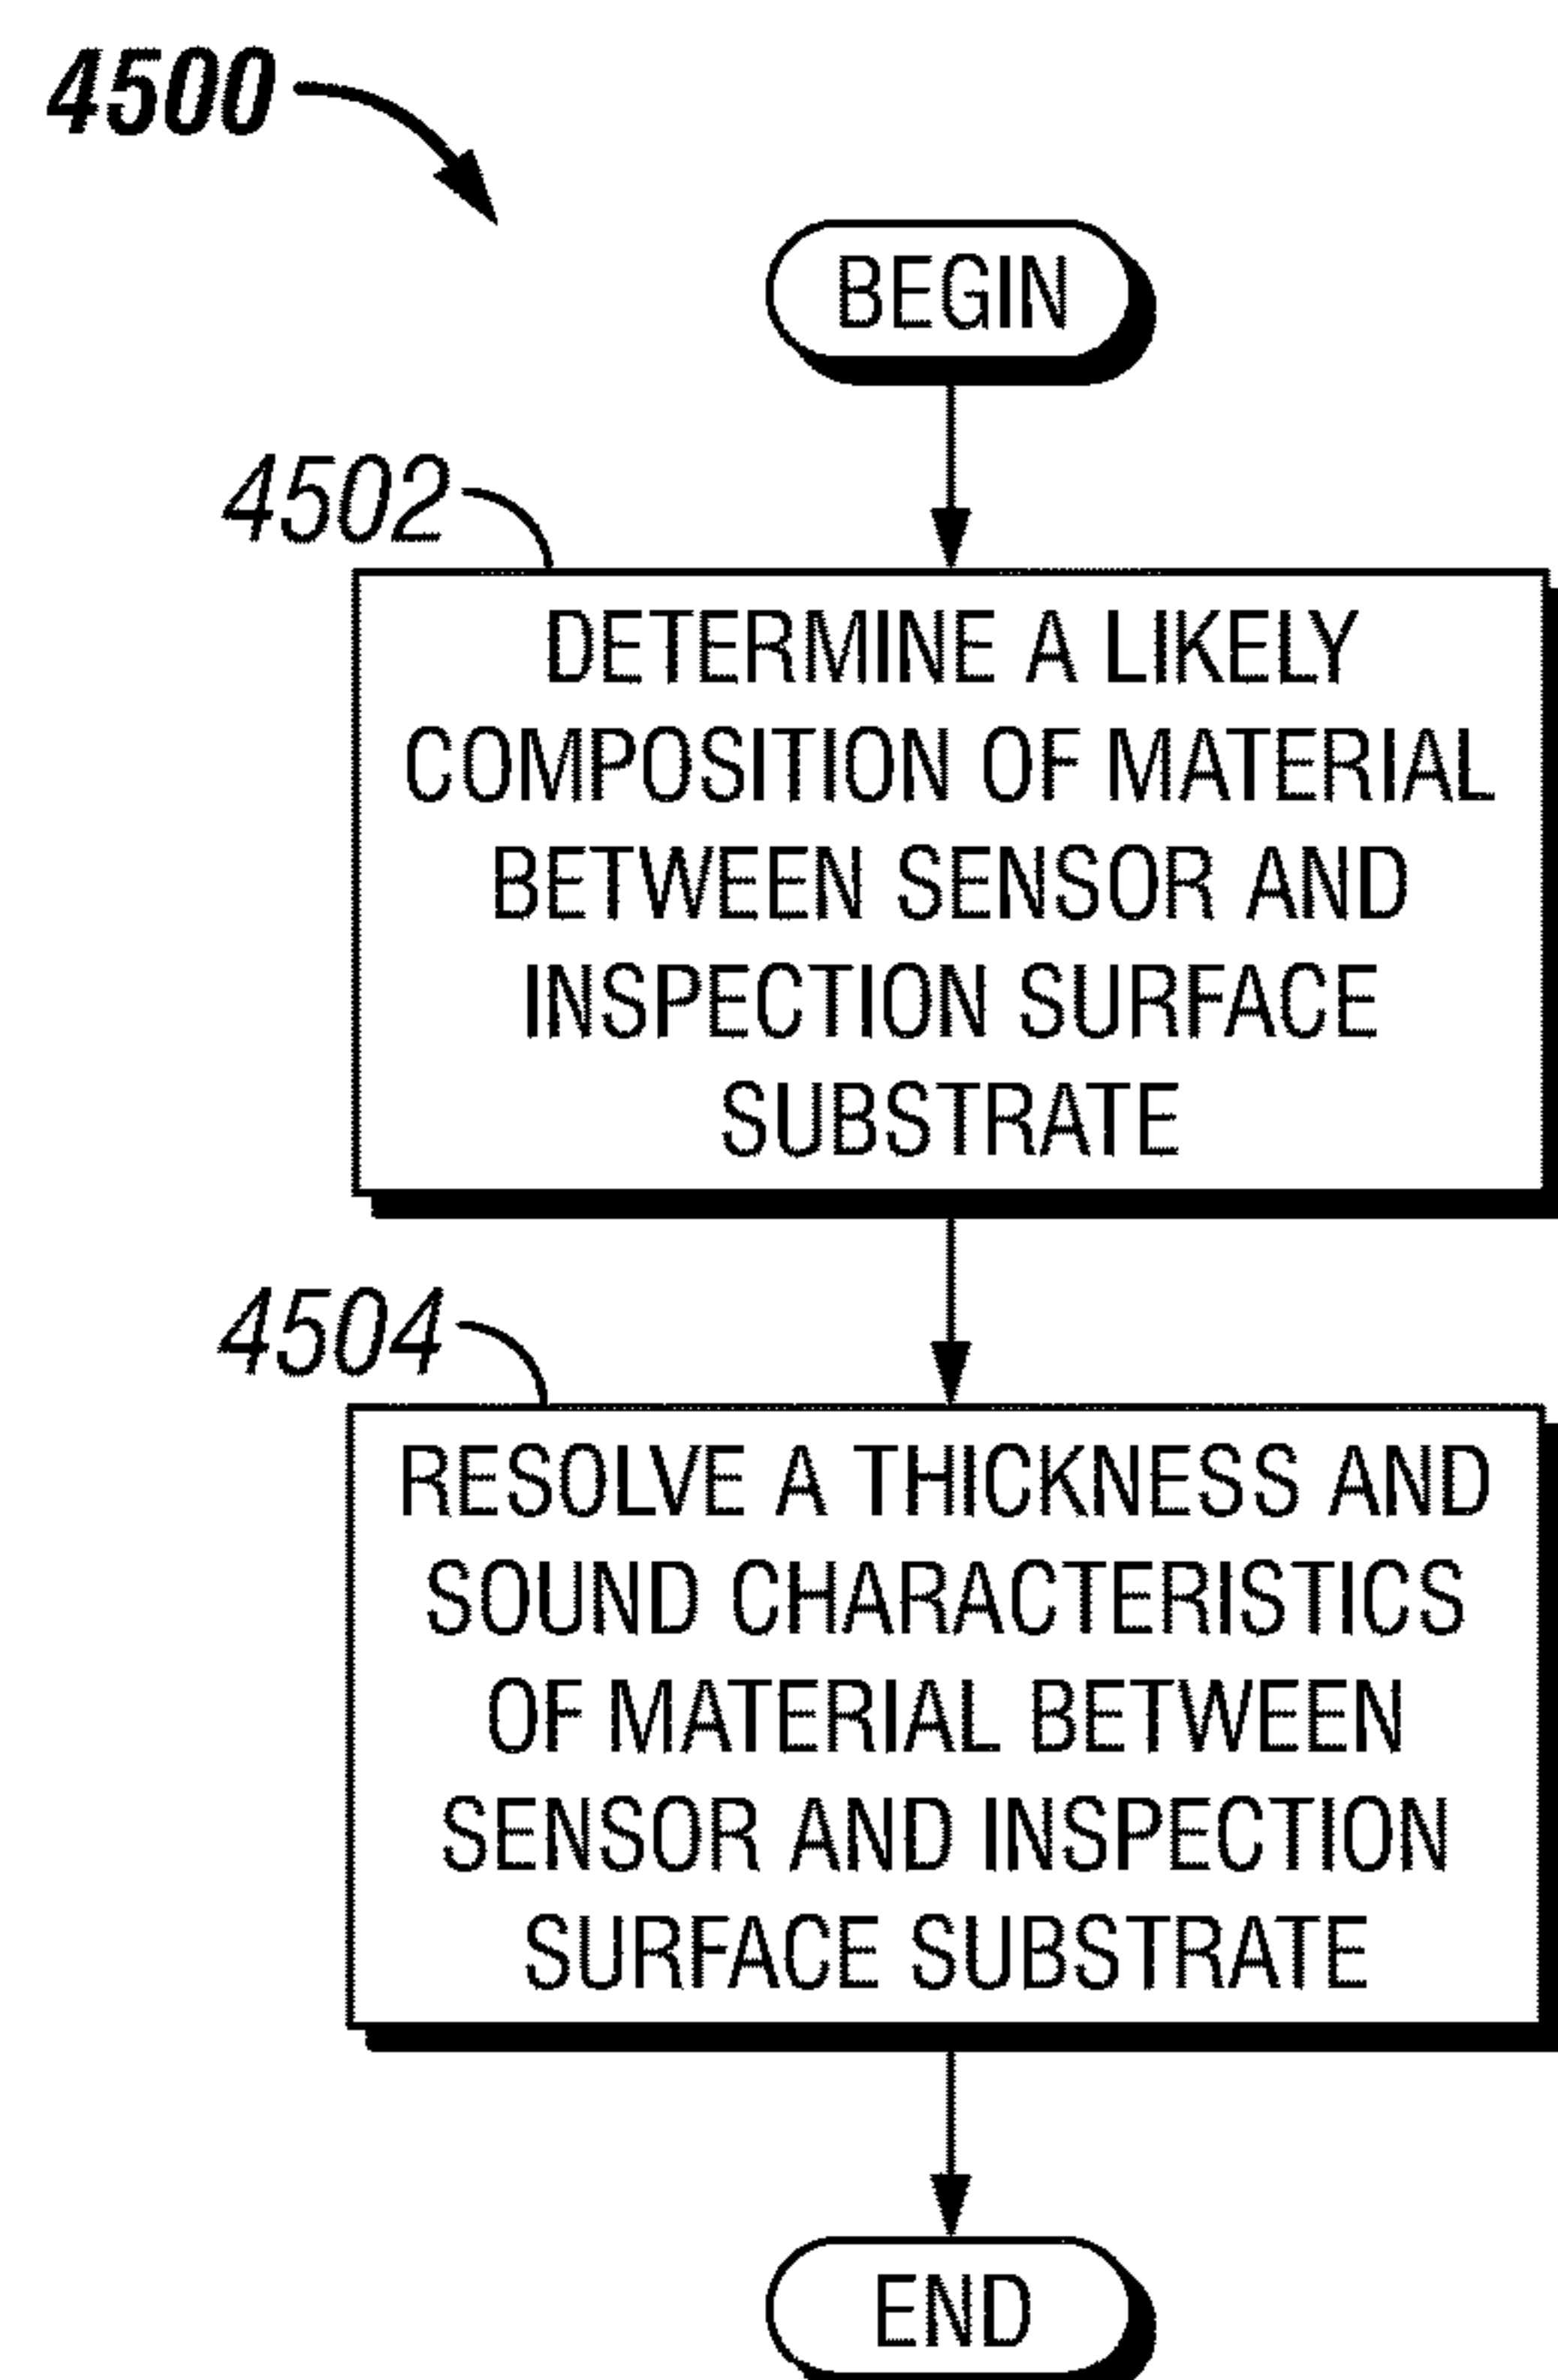 4500
BEGIN
4502
DETERMINE A LIKELY
COMPOSITION OF MATERIAL
BETWEEN SENSOR AND
INSPECTION SURFACE
SUBSTRATE
4504
RESOLVE A THICKNESS AND
SOUND CHARACTERISTICS
OF MATERIAL BETWEEN
SENSOR AND INSPECTION
SURFACE SUBSTRATE
END